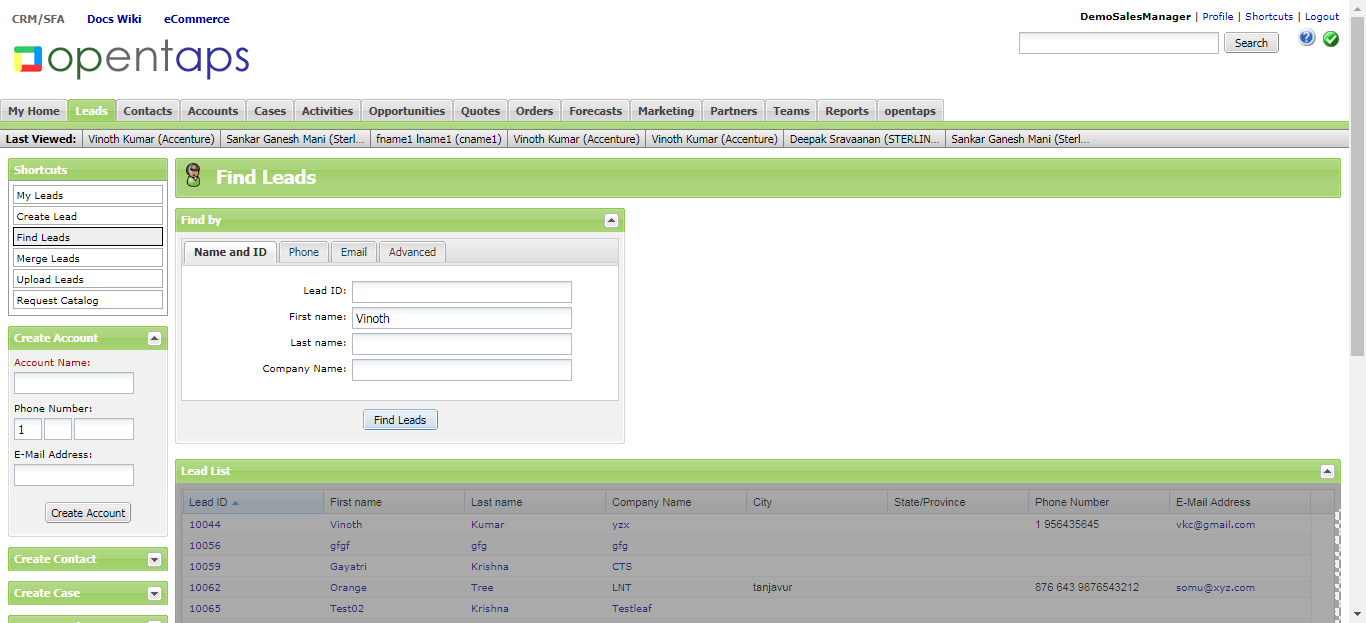 CRM/SFA Docs Wiki eCommerce
DemoSalesManager | Profile | Shortcuts | Logout
opentaps
Search
My Home Leads Contacts Accounts Cases Activities Opportunities Quotes Orders Forecasts Marketing Partners Teams Reports opentaps
Last Viewed: Vinoth Kumar (Accenture) Sankar Ganesh Mani (Sterl... fname1 lname1 (cname1) Vinoth Kumar (Accenture) Vinoth Kumar (Accenture) Deepak Sravaanan (STERLIN... Sankar Ganesh Mani (Sterl...
Shortcuts
My Leads
Create Lead
Find Leads
Merge Leads
Upload Leads
Request Catalog
Create Account
Account Name:
Phone Number:
1
E-Mail Address:
Create Account
Create Contact
Create Case
Find Leads
Find by
Name and ID Phone Email Advanced
Lead ID:
First name: Vinoth
Last name:
Company Name:
Find Leads
Lead List
Lead ID First name Last name Company Name City State/Province Phone Number E-Mail Address
10044 Vinoth Kumar yzx 1 956435645 vkc@gmail.com
10056 gfgf gfg gfg
10059 Gayatri Krishna CTS
10062 Orange Tree LNT tanjavur 876 643 9876543212 somu@xyz.com
10065 Test02 Krishna Testleaf